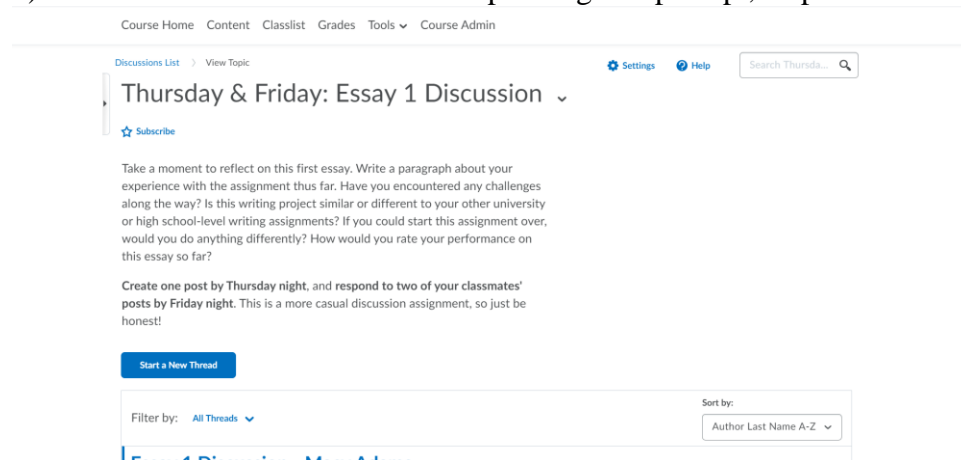 Course Home Content Classlist Grades Tools Course Admin
Discussions List > View Topic
Settings Help Search Thursda...
Thursday & Friday: Essay 1 Discussion
Subscribe
Take a moment to reflect on this first essay. Write a paragraph about your
experience with the assignment thus far. Have you encountered any challenges
along the way? Is this writing project similar or different to your other university
or high school-level writing assignments? If you could start this assignment over,
would you do anything differently? How would you rate your performance on
this essay so far?
Create one post by Thursday night, and respond to two of your classmates'
posts by Friday night. This is a more casual discussion assignment, so just be
honest!
Start a New Thread
Sort by:
Filter by: All Threads
Author Last Name A-Z
Essay 1 Discussion